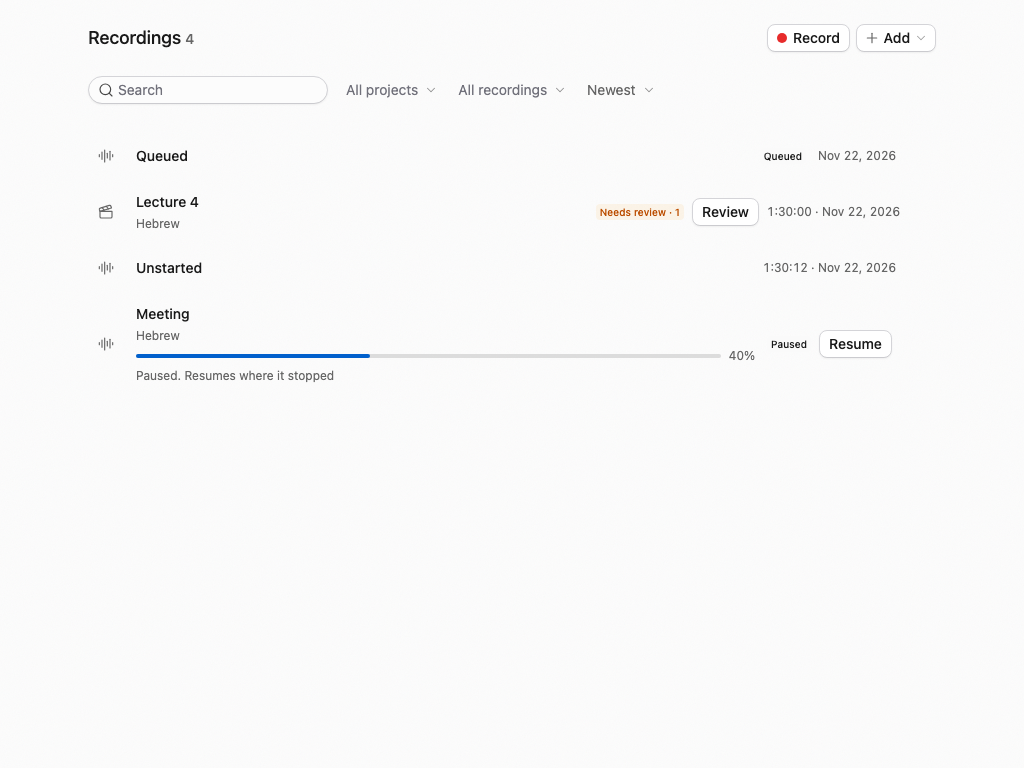 Recordings 4
Record
Add
Search
All projects
All recordings
Newest
Queued
Queued
Nov 22, 2026
Lecture 4
Hebrew
Needs review · 1
Review
1:30:00 · Nov 22, 2026
Unstarted
1:30:12 · Nov 22, 2026
Meeting
Hebrew
40%
Paused. Resumes where it stopped
Paused
Resume